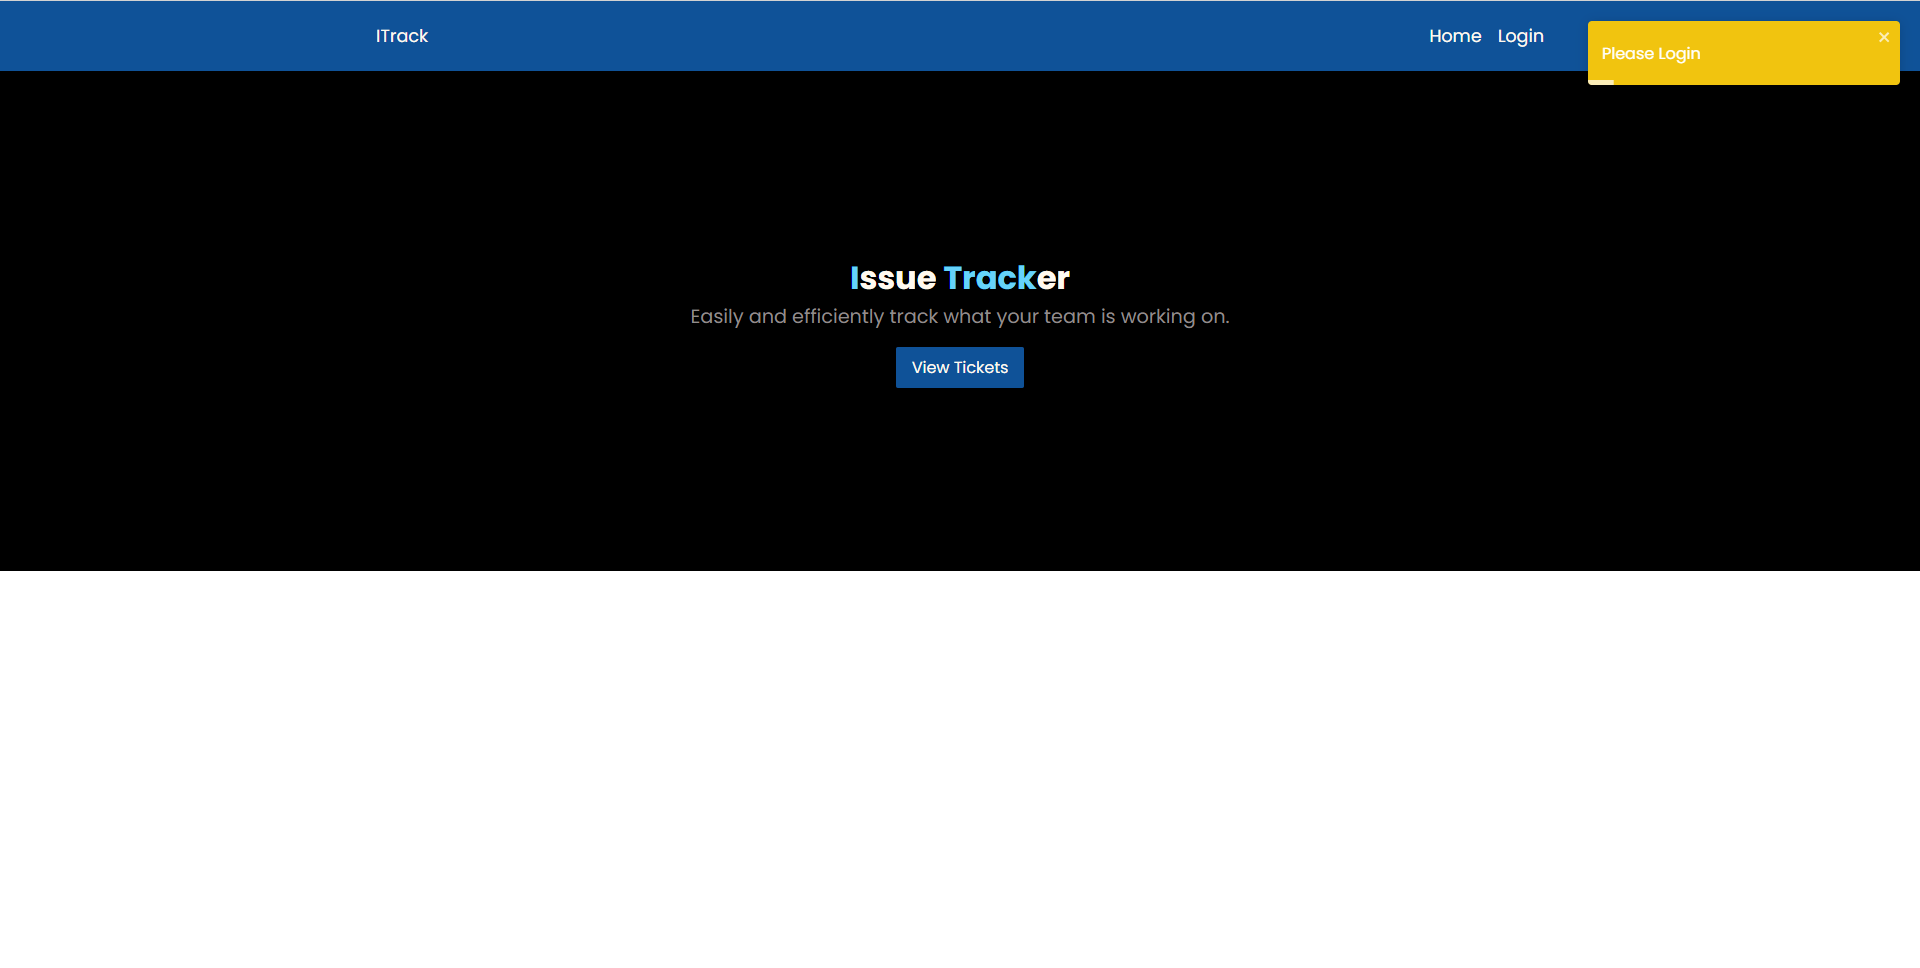 ITrack
Home Login
Please Login
Issue Tracker
Easily and efficiently track what your team is working on.
View Tickets